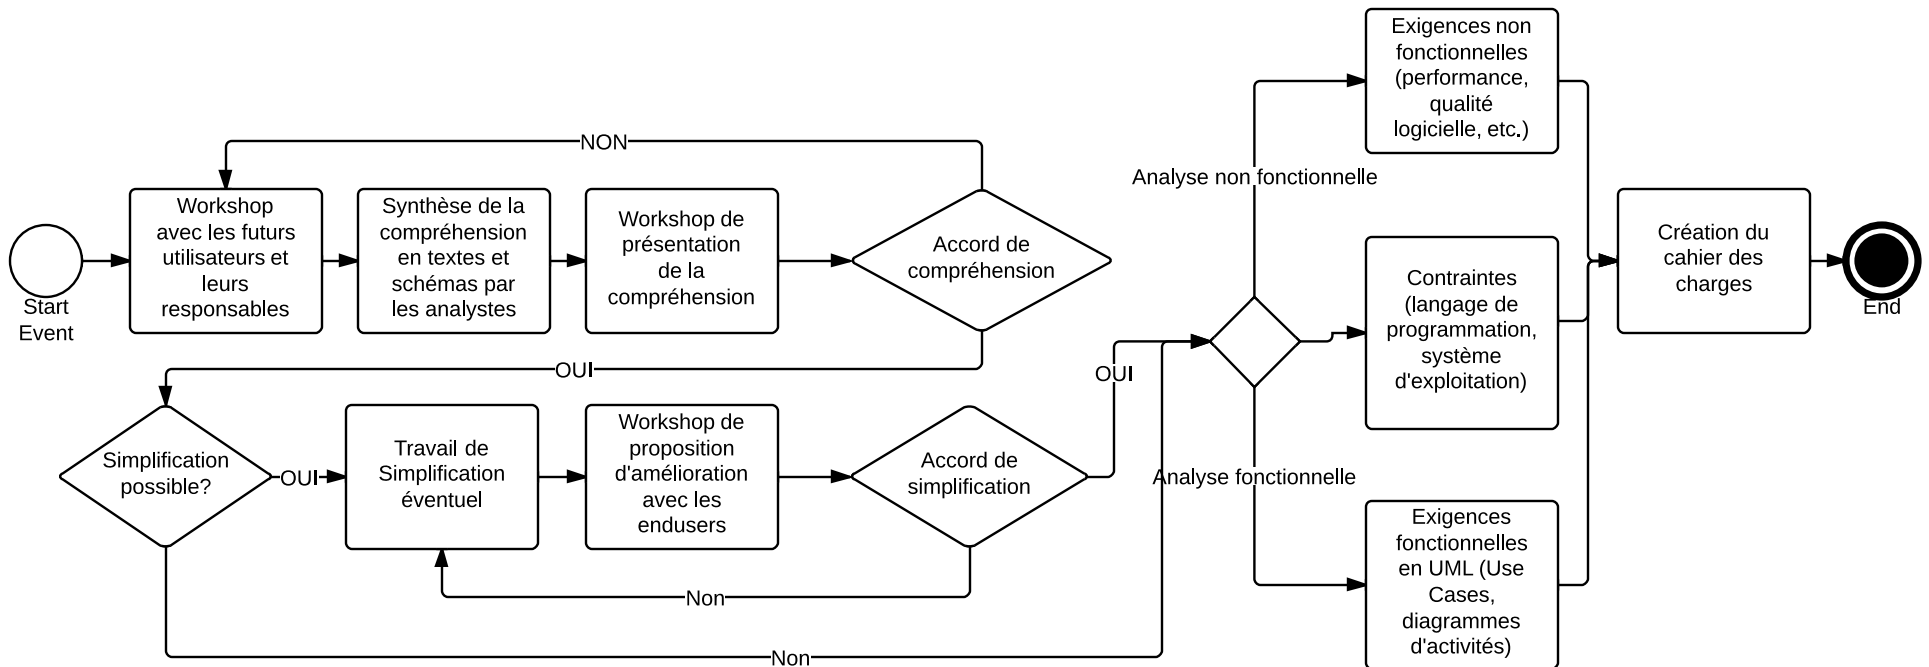 Start
Event
Workshop
avec les futurs
utilisateurs et
leurs
responsables
Synthèse de la
compréhension
en textes et
schémas par
les analystes
Workshop de
présentation
de la
compréhension
Accord de
compréhension
NON
OUI
Simplification
possible?
OUI
Travail de
Simplification
éventuel
Workshop de
proposition
d'amélioration
avec les
endusers
Accord de
simplification
Non
Non
OUI
Analyse non fonctionnelle
Analyse fonctionnelle
Exigences non
fonctionnelles
(performance,
qualité
logicielle, etc.)
Contraintes
(langage de
programmation,
système
d'exploitation)
Exigences
fonctionnelles
en UML (Use
Cases,
diagrammes
d'activités)
Création du
cahier des
charges
End